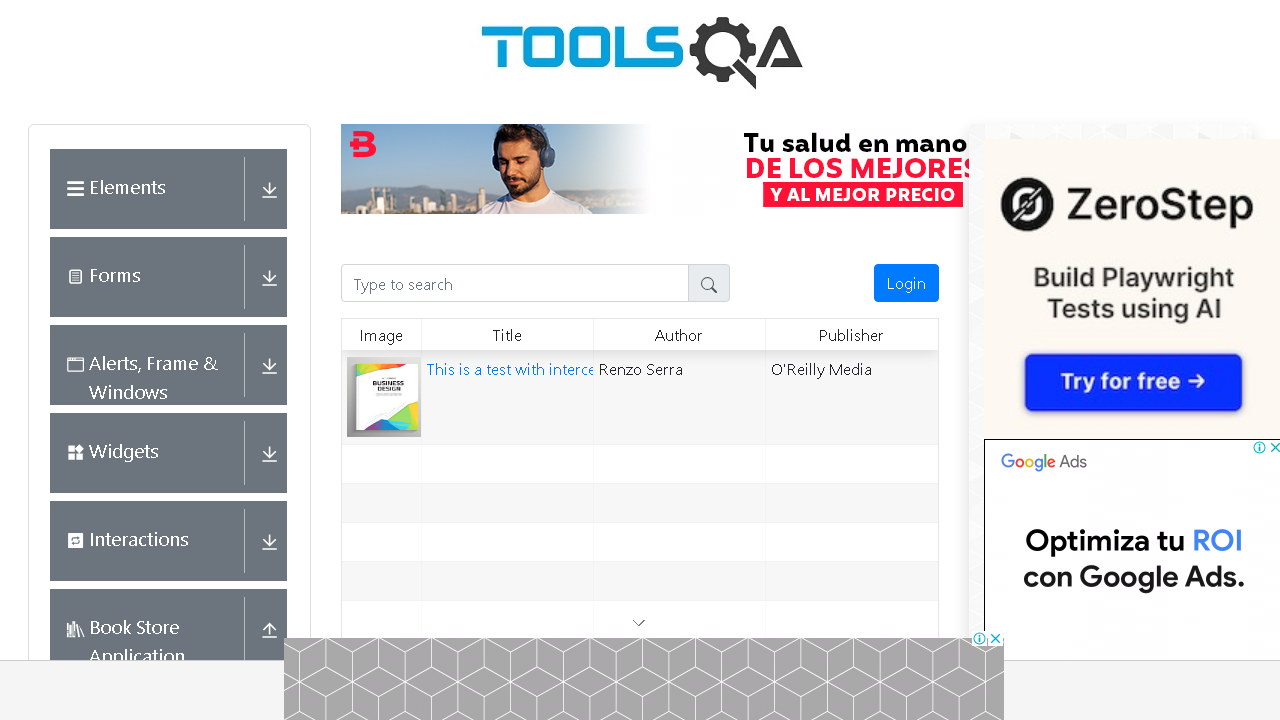 TOOLSQA
Elements
Forms
Alerts, Frame &
Windows
Widgets
Interactions
Book Store
Application
B
Tu salud en mano
DE LOS MEJORES
Y AL MEJOR PRECIO
Type to search
Login
Image
Title
Author
Publisher
BUSINESS
DESIGN
This is a test with interce
Renzo Serra
O'Reilly Media
ZeroStep
Build Playwright
Tests using AI
Try for free →
Google Ads
Optimiza tu ROI
con Google Ads.